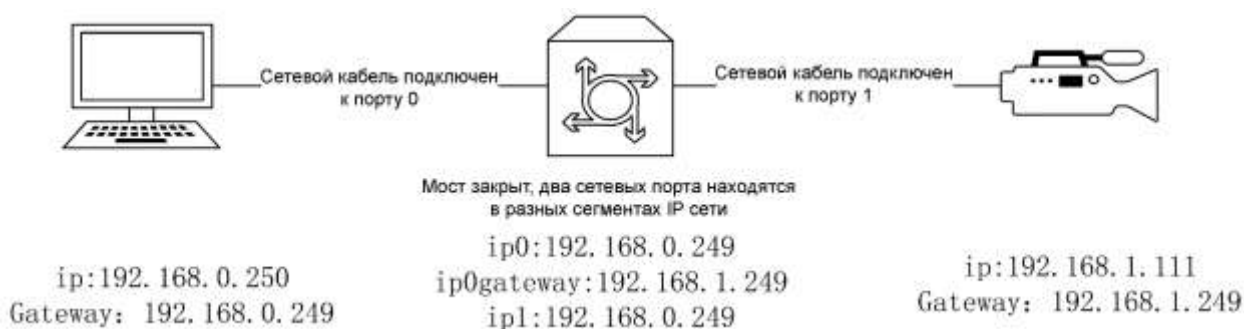 Сетевой кабель подключен
к порту 0
Сетевой кабель подключен
к порту 1
Мост закрыт, два сетевых порта находятся
в разных сегментах IP сети
ip:192.168.0.250
Gateway: 192.168.0.249
ip0:192.168.0.249
ip0gateway:192.168.1.249
ip1:192.168.0.249
ip:192.168.1.111
Gateway: 192.168.1.249